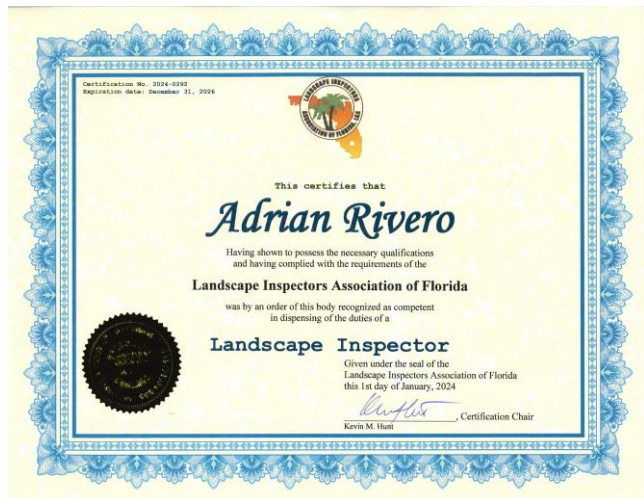 Certification No. 2024-0292
Expiration date: December 31, 2026
LANDSCAPE INSPECTORS
ASSOCIATION OF FLORIDA
This certifies that
Adrian Rivero
Having shown to possess the necessary qualifications
and having complied with the requirements of the
Landscape Inspectors Association of Florida
was by an order of this body recognized as competent
in dispensing of the duties of a
Landscape Inspector
Given under the seal of the
Landscape Inspectors Association of Florida
this 1st day of January, 2024
, Certification Chair
Kevin M. Hunt